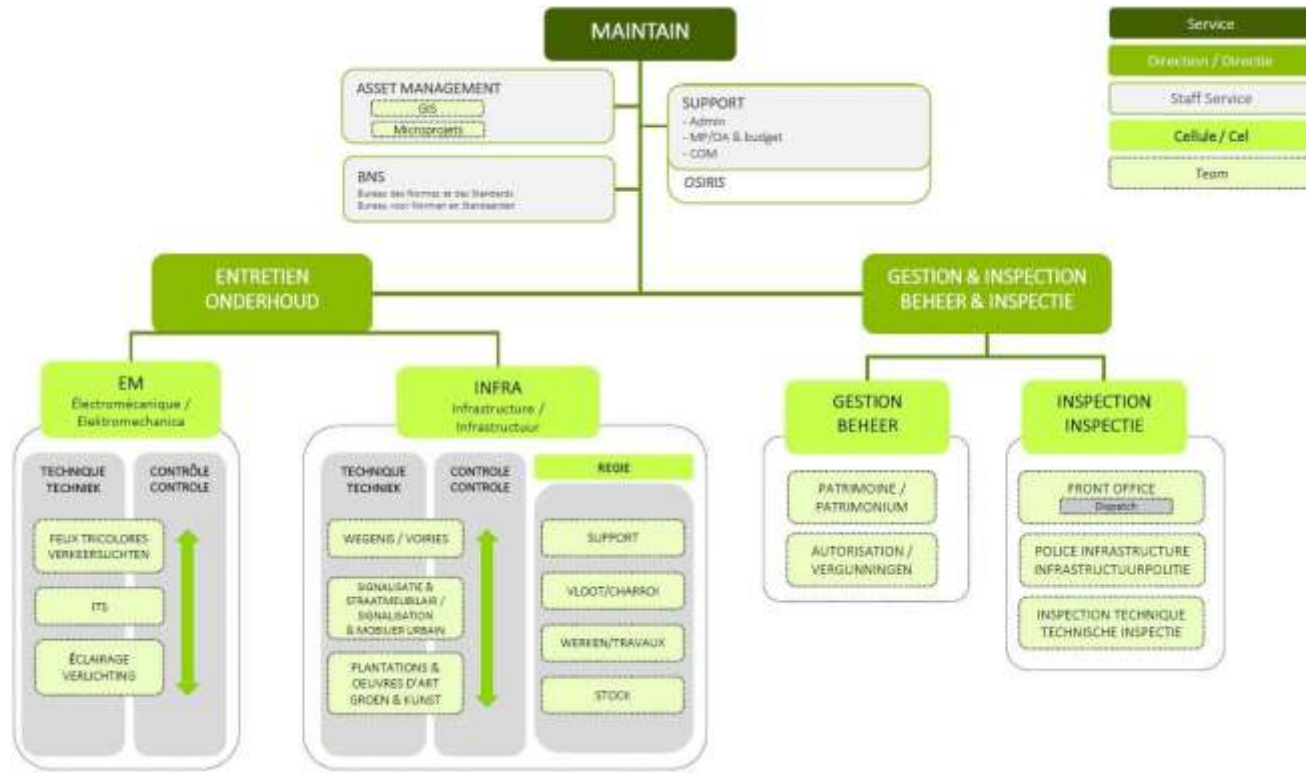 MAINTAIN
Service
Direction / Directie
Staff Service
Cellule / Cel
Team
ASSET MANAGEMENT
GIS
Microprojets
SUPPORT
- Admin
- MP/OA & budget
- COM
OSIRIS
BNS
Bureau des Normes et des Standards
Bureau voor Normen en Standaarden
ENTRETIEN
ONDERHOUD
GESTION & INSPECTION
BEHEER & INSPECTIE
EM
Électromécanique /
Elektromechanica
TECHNIQUE
TECHNIEK
CONTRÔLE
CONTROLE
FEUX TRICOLORES
VERKEERSLICHTEN
ITS
ÉCLAIRAGE
VERLICHTING
INFRA
Infrastructure /
Infrastructuur
TECHNIQUE
TECHNIEK
CONTROLE
CONTROLE
REGIE
WEGENIS / VOIRIES
SIGNALISATIE &
STRAATMEUBILAIR /
SIGNALISATION
& MOBILIER URBAIN
PLANTATIONS &
OEUVRES D'ART
GROEN & KUNST
SUPPORT
VLOOT/CHARROI
WERKEN/TRAVAUX
STOCK
GESTION
BEHEER
PATRIMOINE /
PATRIMONIUM
AUTORISATION /
VERGUNNINGEN
INSPECTION
INSPECTIE
FRONT OFFICE
Dispatch
POLICE INFRASTRUCTURE
INFRASTRUCTUURPOLITIE
INSPECTION TECHNIQUE
TECHNISCHE INSPECTIE